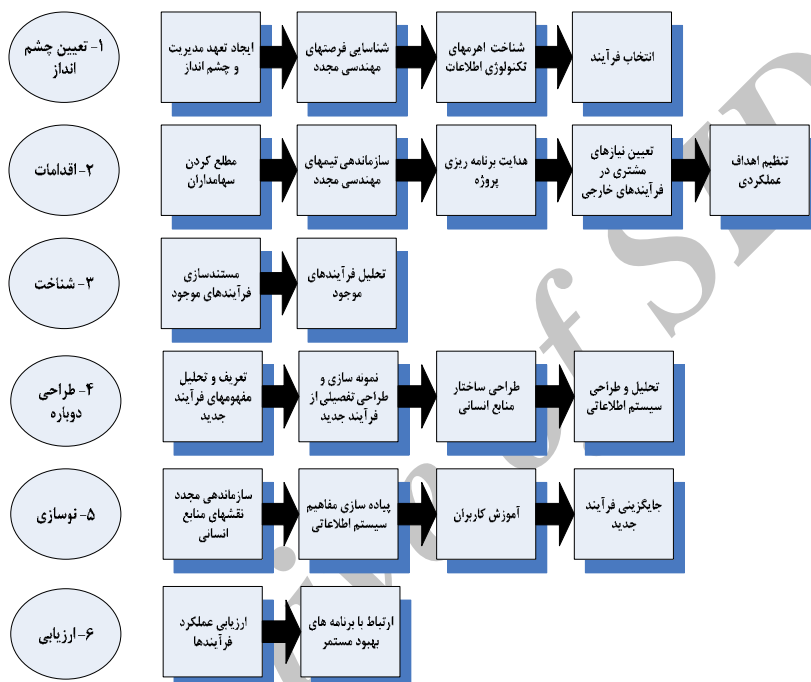 ۱- تعیین چشم
انداز
ایجاد تعهد مدیریت
و چشم انداز
شناسایی فرصتهای
مهندسی مجدد
شناخت اهرمهای
تکنولوژی اطلاعات
انتخاب فرآیند
۲- اقدامات
مطلع کردن
سهامداران
سازماندهی تیمهای
مهندسی مجدد
هدایت برنامه ریزی
پروژه
تعیین نیازهای
مشتری در
فرآیندهای خارجی
تنظیم اهداف
عملکردی
۳- شناخت
مستندسازی
فرآیندهای موجود
تحلیل فرآیندهای
موجود
۴- طراحی
دوباره
تعریف و تحلیل
مفهومهای فرآیند
جدید
نمونه سازی و
طراحی تفصیلی از
فرآیند جدید
طراحی ساختار
منابع انسانی
تحلیل و طراحی
سیستم اطلاعاتی
۵- نوسازی
سازماندهی مجدد
نقشهای منابع
انسانی
پیاده سازی مفاهیم
سیستم اطلاعاتی
آموزش کاربران
جایگزینی فرآیند
جدید
۶- ارزیابی
ارزیابی عملکرد
فرآیندها
ارتباط با برنامه های
بهبود مستمر